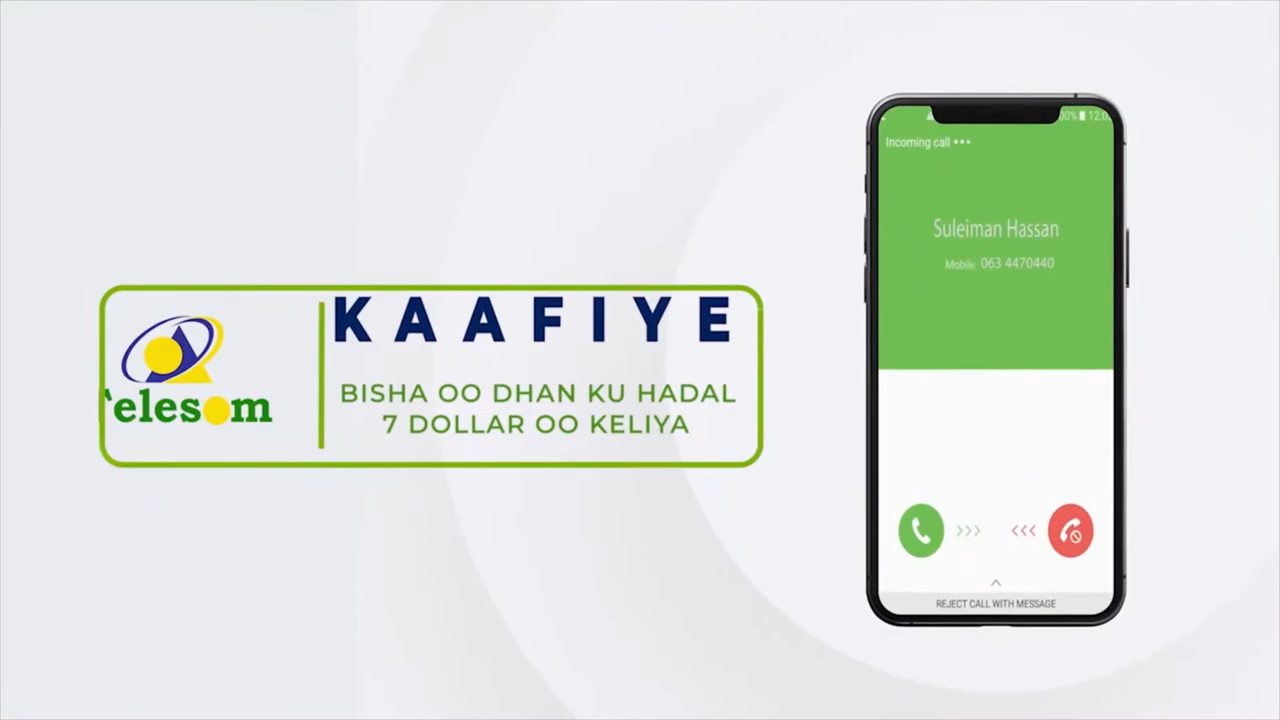 KAAFIYE
BISHA OO DHAN KU HADAL
7 DOLLAR OO KELIYA
elesom
Incoming call •••
Suleiman Hassan
Mobile 063 4470440
REJECT CALL WITH MESSAGE